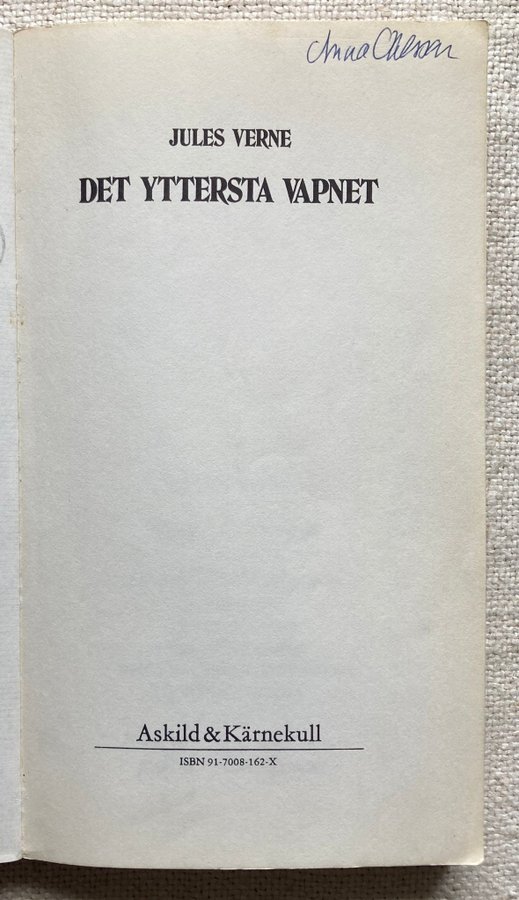 Anna Olsson
JULES VERNE
DET YTTERSTA VAPNET
Askild & Kärnekull
ISBN 91-7008-162-X